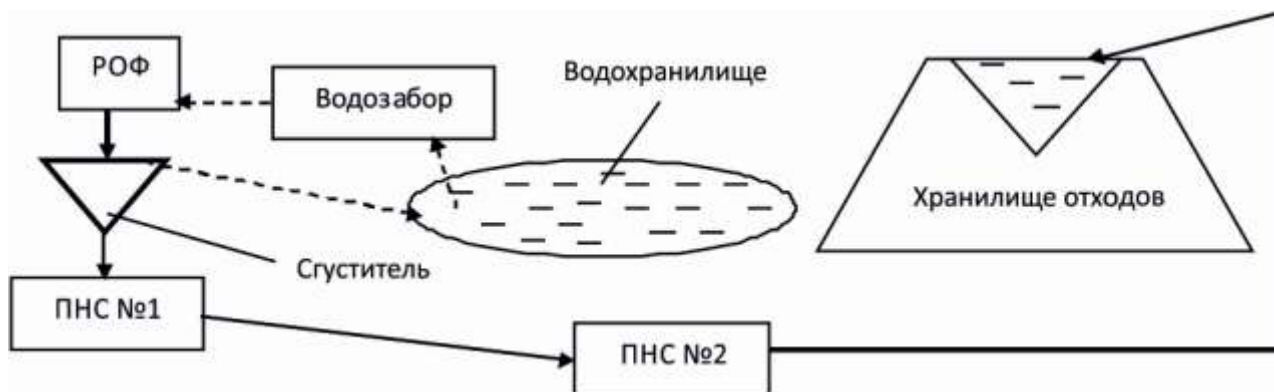 РОФ
Водозабор
Водохранилище
Хранилище отходов
Сгуститель
ПНС №1
ПНС №2